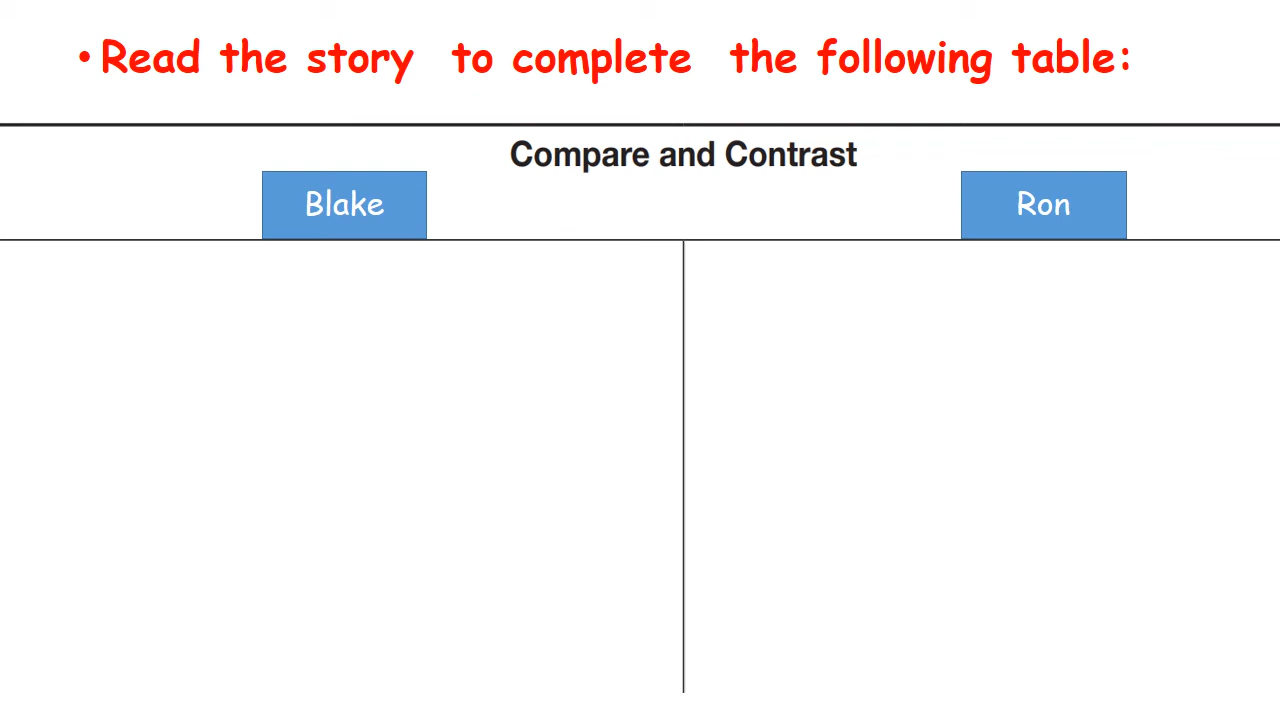 • Read the story to complete the following table:
Compare and Contrast
Blake
Ron